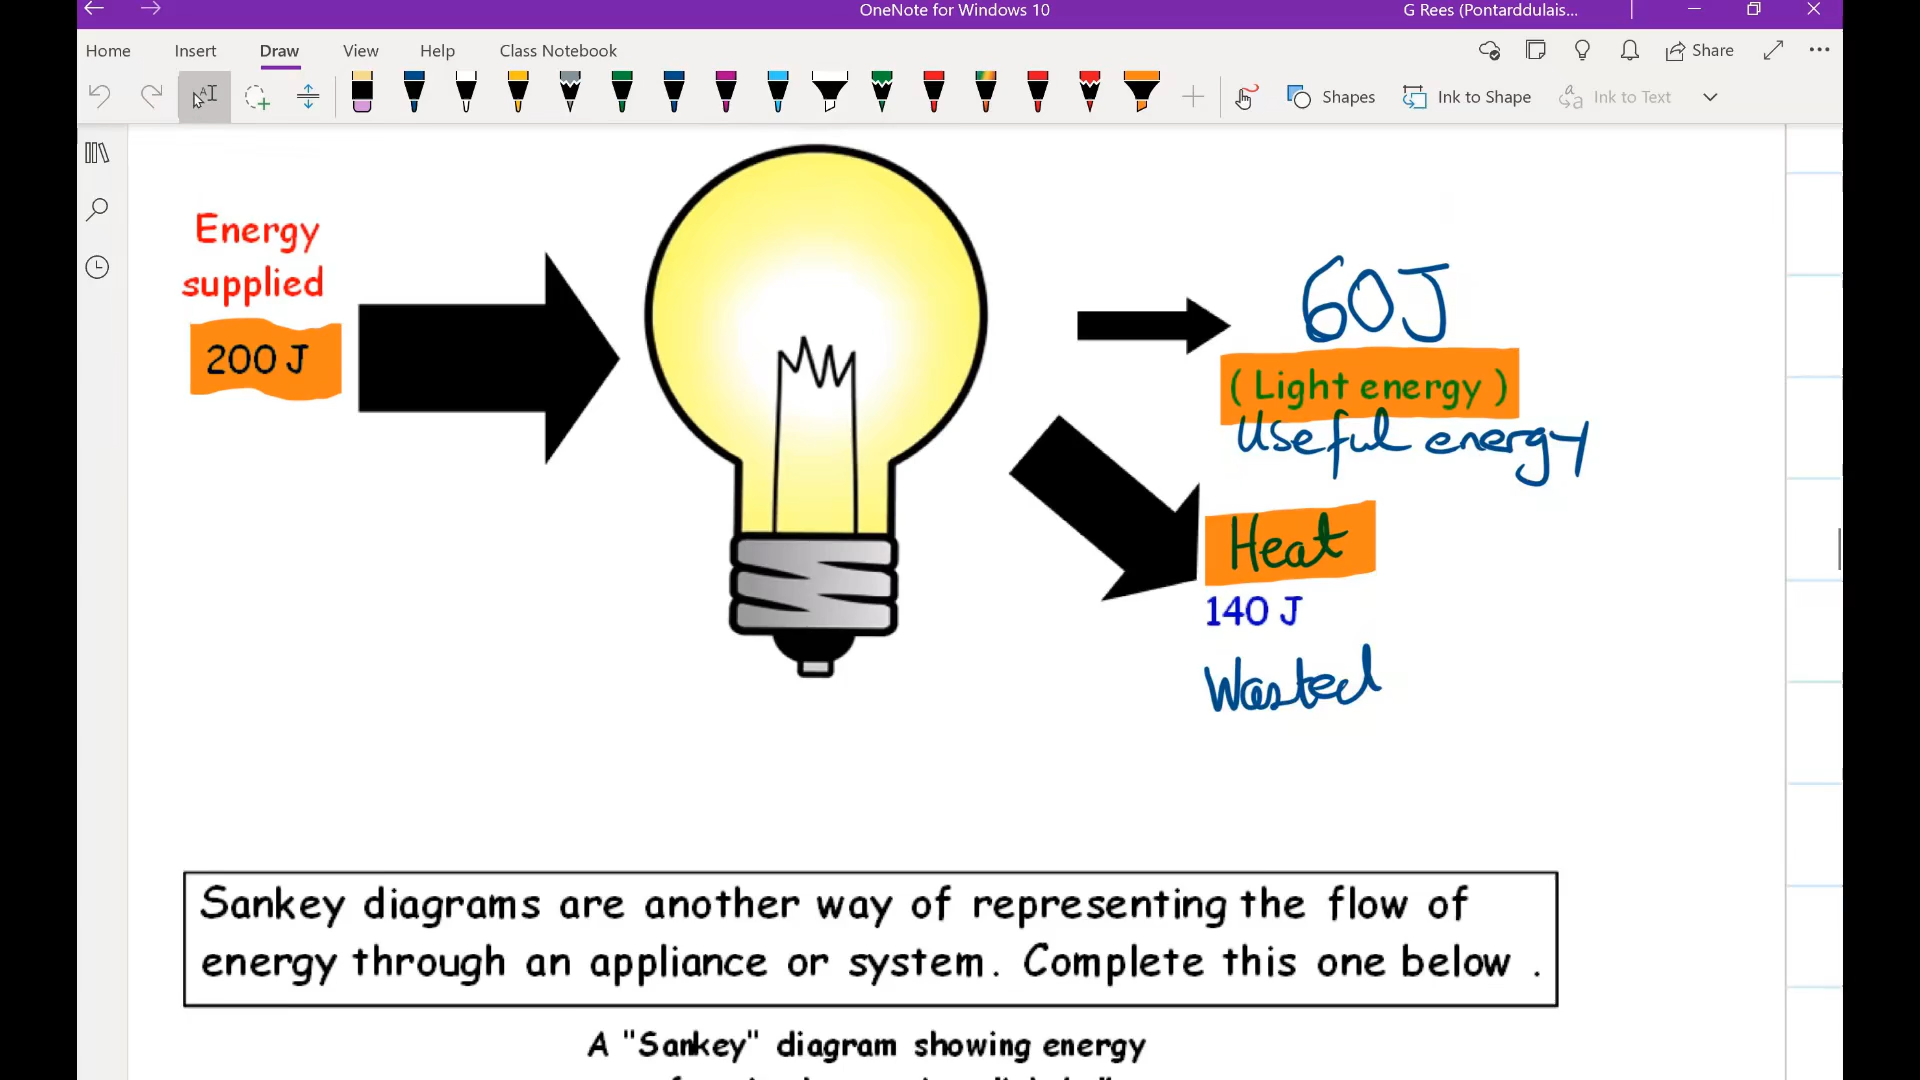 OneNote for Windows 10
G Rees (Pontarddulais...
Home
Insert
Draw
View
Help
Class Notebook
Share
Shapes
Ink to Shape
Ink to Text
Energy
supplied
200 J
60J
( Light energy )
Useful energy
Heat
140 J
Wasted
Sankey diagrams are another way of representing the flow of
energy through an appliance or system. Complete this one below .
A "Sankey" diagram showing energy